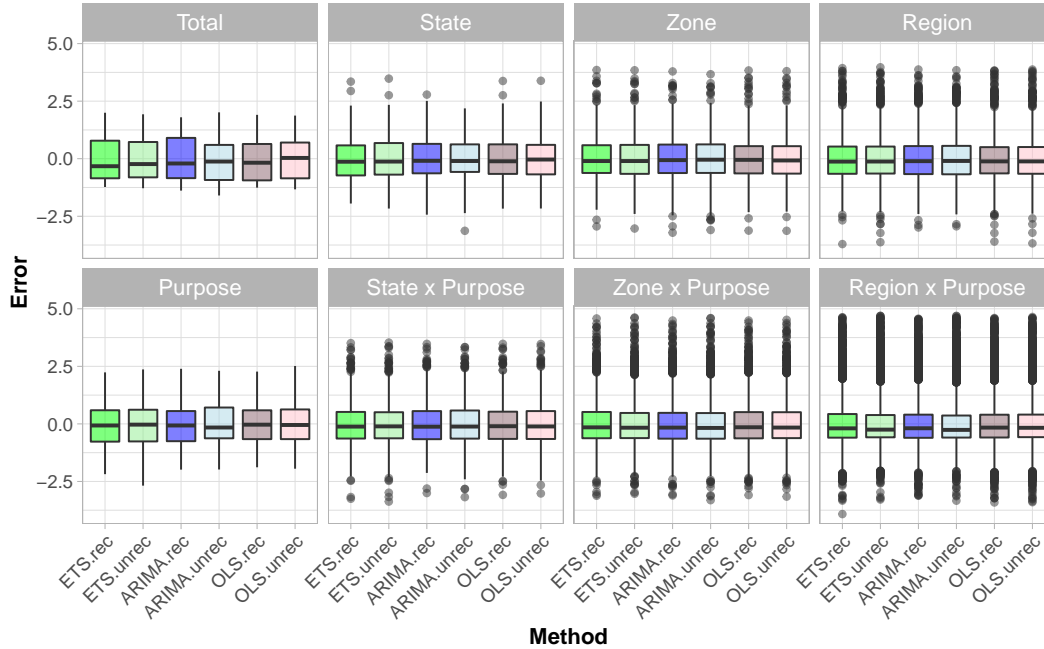 Total State Zone Region
5.0
2.5
0.0
−2.5
Error
Purpose State x Purpose Zone x Purpose Region x Purpose
5.0
2.5
0.0
−2.5
ETS.rec ETS.unrec ARIMA.rec ARIMA.unrec OLS.rec OLS.unrec ETS.rec ETS.unrec ARIMA.rec ARIMA.unrec OLS.rec OLS.unrec ETS.rec ETS.unrec ARIMA.rec ARIMA.unrec OLS.rec OLS.unrec ETS.rec ETS.unrec ARIMA.rec ARIMA.unrec OLS.rec OLS.unrec
Method